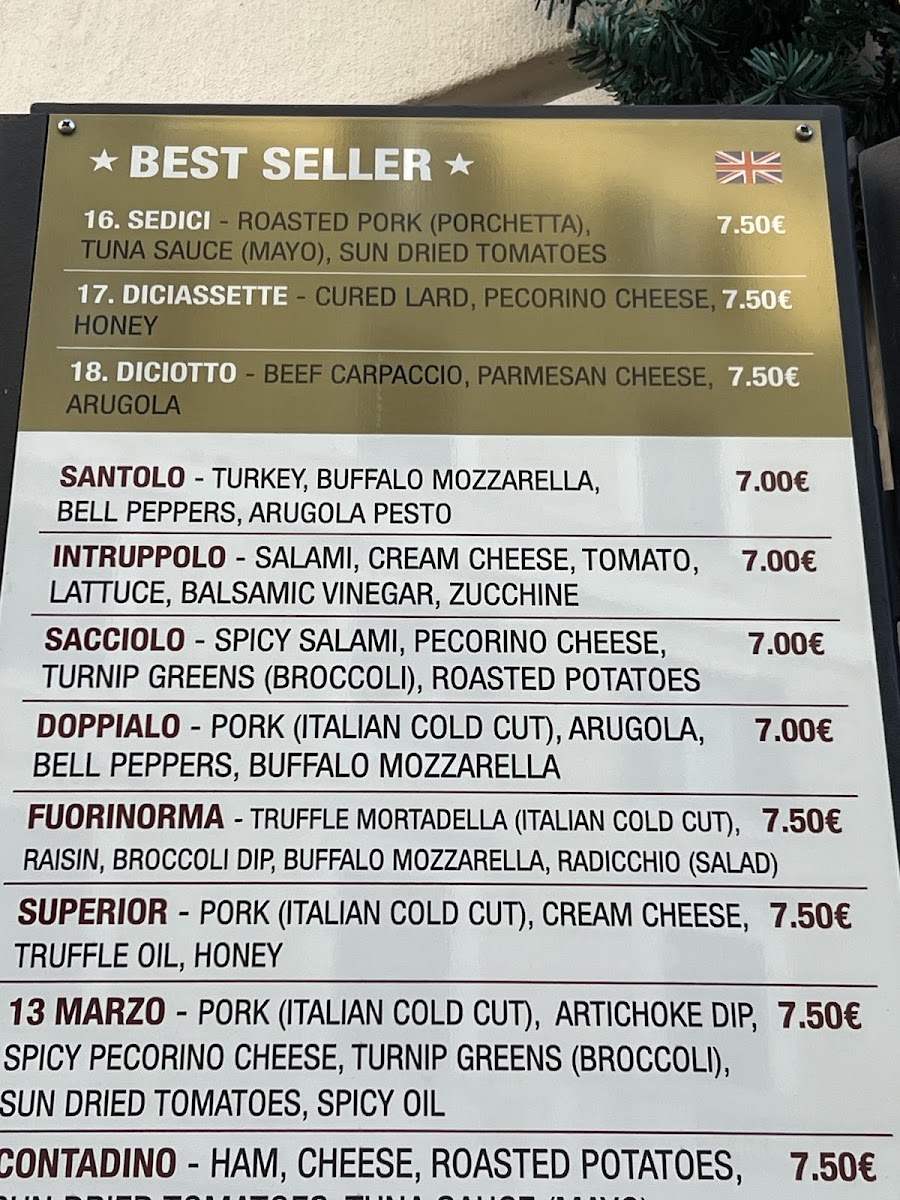 ★ BEST SELLER ★
16. SEDICI - ROASTED PORK (PORCHETTA), 7.50€
TUNA SAUCE (MAYO), SUN DRIED TOMATOES
17. DICIASSETTE - CURED LARD, PECORINO CHEESE, 7.50€
HONEY
18. DICIOTTO - BEEF CARPACCIO, PARMESAN CHEESE, 7.50€
ARUGOLA
SANTOLO - TURKEY, BUFFALO MOZZARELLA, 7.00€
BELL PEPPERS, ARUGOLA PESTO
INTRUPPOLO - SALAMI, CREAM CHEESE, TOMATO, 7.00€
LATTUCE, BALSAMIC VINEGAR, ZUCCHINE
SACCIOLO - SPICY SALAMI, PECORINO CHEESE, 7.00€
TURNIP GREENS (BROCCOLI), ROASTED POTATOES
DOPPIALO - PORK (ITALIAN COLD CUT), ARUGOLA, 7.00€
BELL PEPPERS, BUFFALO MOZZARELLA
FUORINORMA - TRUFFLE MORTADELLA (ITALIAN COLD CUT), 7.50€
RAISIN, BROCCOLI DIP, BUFFALO MOZZARELLA, RADICCHIO (SALAD)
SUPERIOR - PORK (ITALIAN COLD CUT), CREAM CHEESE, 7.50€
TRUFFLE OIL, HONEY
13 MARZO - PORK (ITALIAN COLD CUT), ARTICHOKE DIP, 7.50€
SPICY PECORINO CHEESE, TURNIP GREENS (BROCCOLI),
SUN DRIED TOMATOES, SPICY OIL
CONTADINO - HAM, CHEESE, ROASTED POTATOES, 7.50€
SUN DRIED TOMATOES, TUNA SAUCE (MAYO)